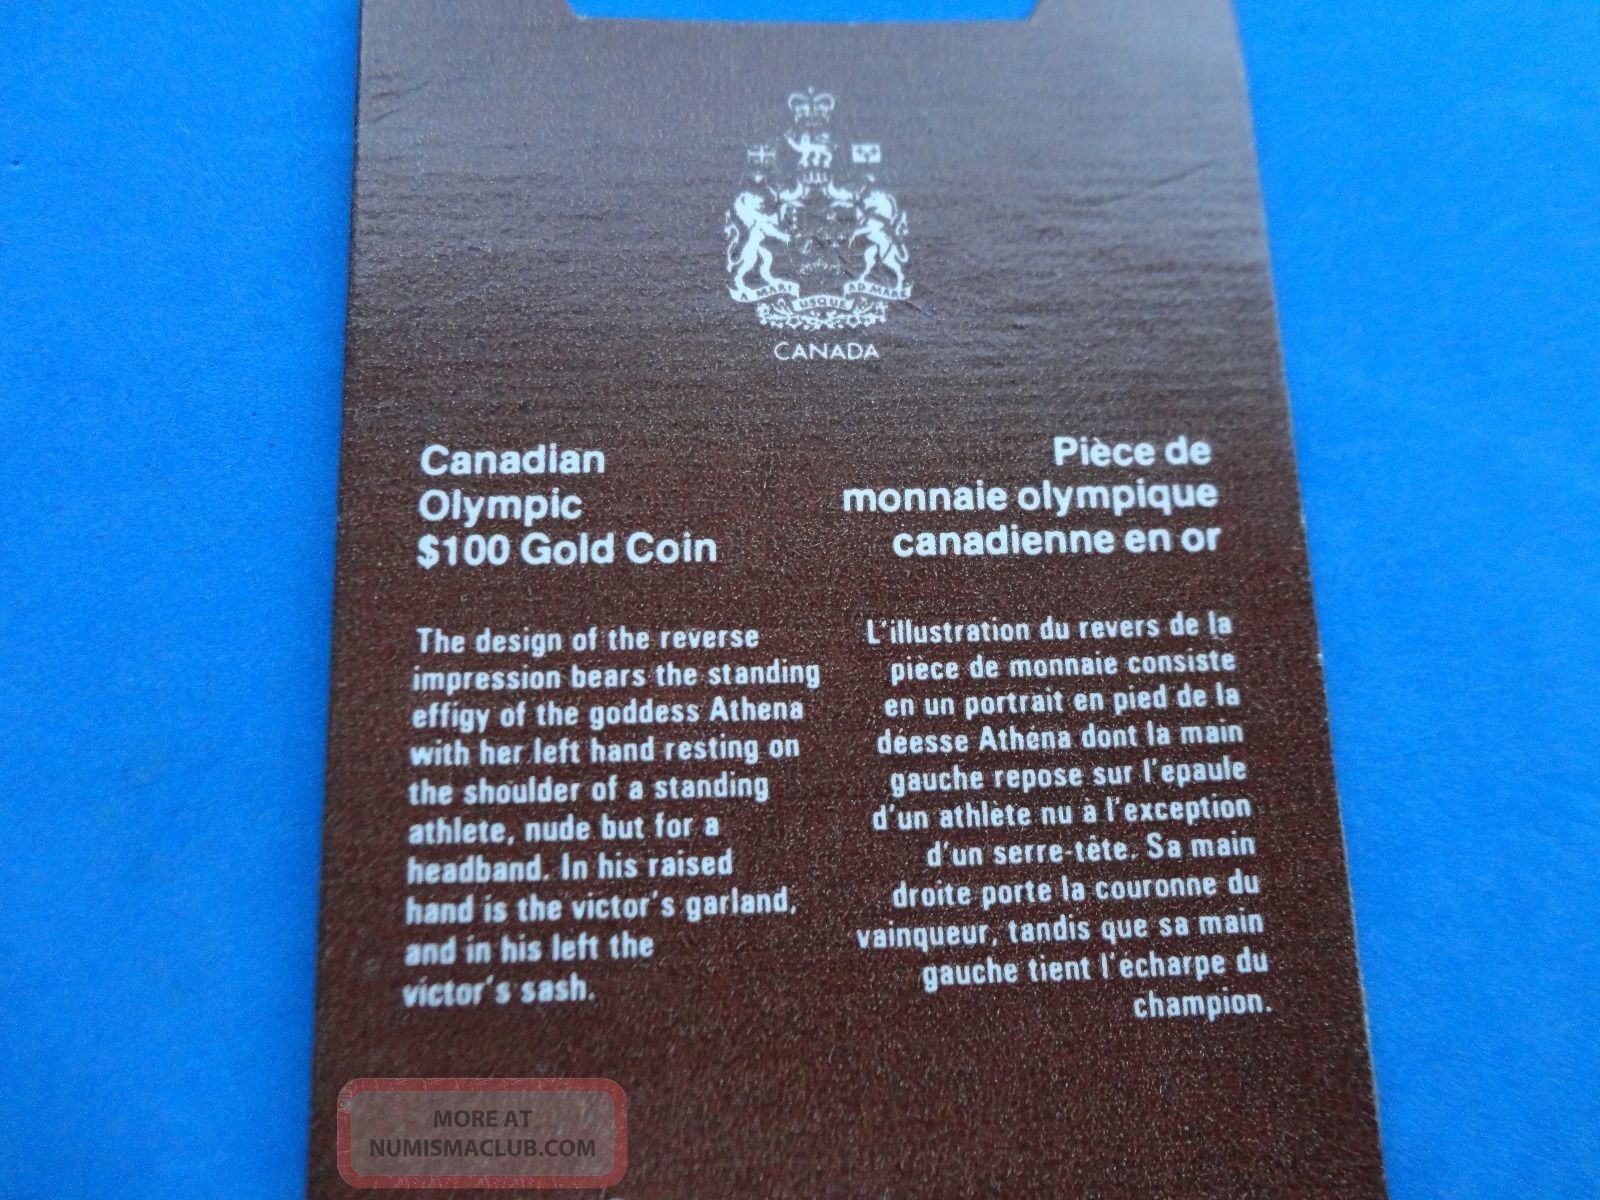 A MARI USQUE AD MARE
CANADA
Canadian
Olympic
$100 Gold Coin
The design of the reverse
impression bears the standing
effigy of the goddess Athena
with her left hand resting on
the shoulder of a standing
athlete, nude but for a
headband. In his raised
hand is the victor's garland,
and in his left the
victor's sash.
Pièce de
monnaie olympique
canadienne en or
L'illustration du revers de la
pièce de monnaie consiste
en un portrait en pied de la
déesse Athéna dont la main
gauche repose sur l'épaule
d'un athlète nu à l'exception
d'un serre-tête. Sa main
droite porte la couronne du
vainqueur, tandis que sa main
gauche tient l'écharpe du
champion.
MORE AT
NUMISMACLUB.COM